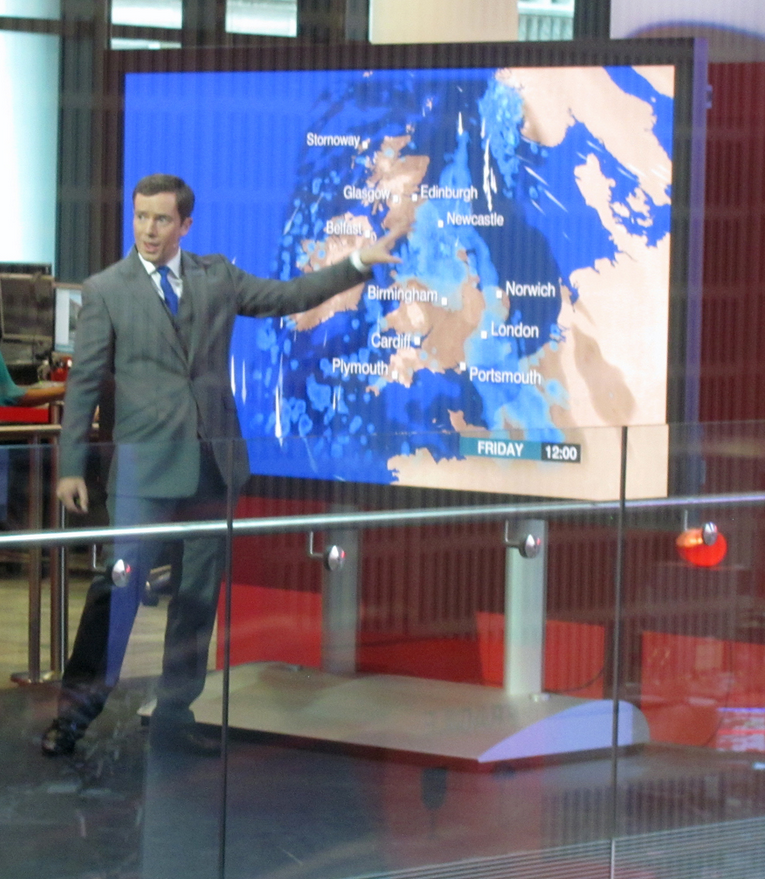 Stornoway
Glasgow
Edinburgh
Newcastle
Belfast
Birmingham
Norwich
London
Cardiff
Plymouth
Portsmouth
FRIDAY 12:00